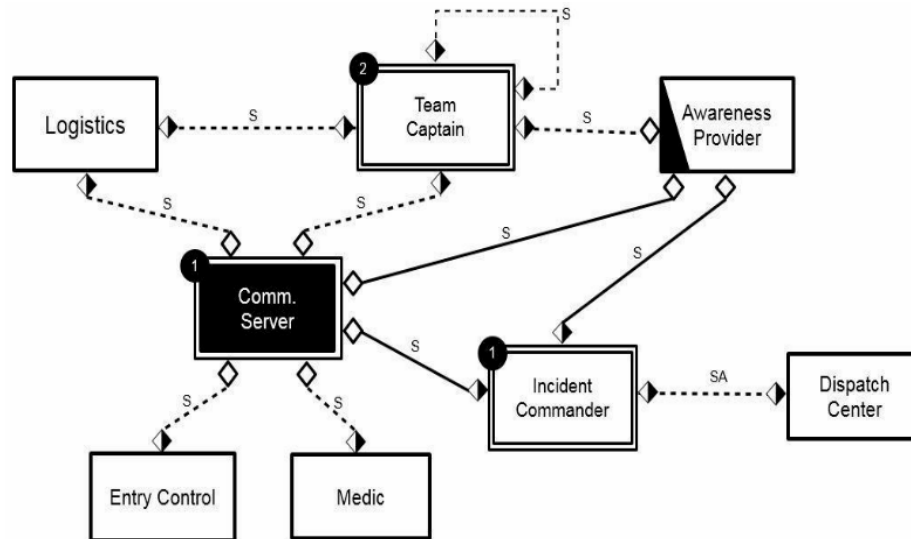 S
2
Team
Captain
Logistics
S
S
Awareness
Provider
S
S
S
S
1
Comm.
Server
S
1
Incident
Commander
SA
Dispatch
Center
S
S
Entry Control
Medic